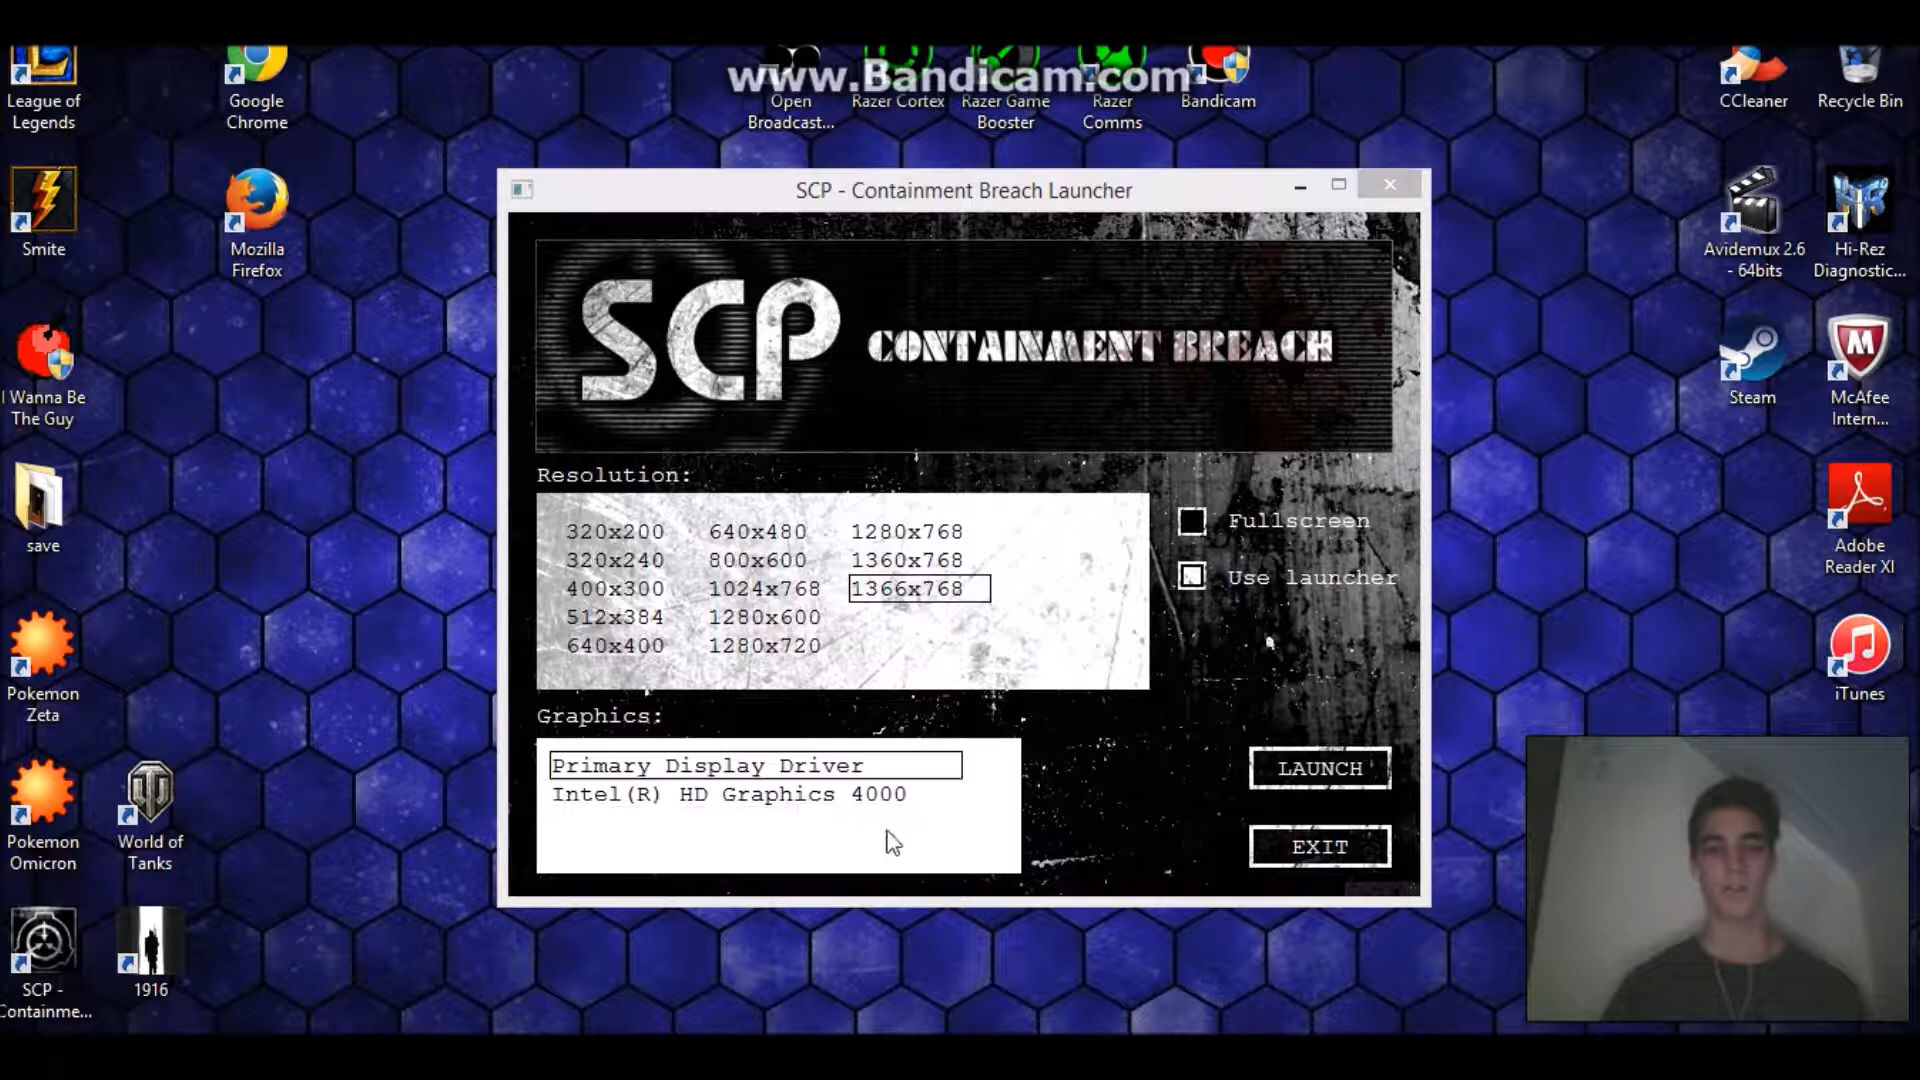 www.Bandicam.com
League of
Legends
Google
Chrome
Open
Broadcast...
Razer Cortex
Razer Game
Booster
Razer
Comms
Bandicam
CCleaner
Recycle Bin
Smite
Mozilla
Firefox
Avidemux 2.6
- 64bits
Hi-Rez
Diagnostic...
I Wanna Be
The Guy
Steam
McAfee
Intern...
save
Adobe
Reader XI
Pokemon
Zeta
iTunes
Pokemon
Omicron
World of
Tanks
SCP -
Containme...
1916
SCP - Containment Breach Launcher
SCP CONTAINMENT BREACH
Resolution:
320x200 640x480 1280x768
320x240 800x600 1360x768
400x300 1024x768 1366x768
512x384 1280x600
640x400 1280x720
Fullscreen
Use launcher
Graphics:
Primary Display Driver
Intel(R) HD Graphics 4000
LAUNCH
EXIT